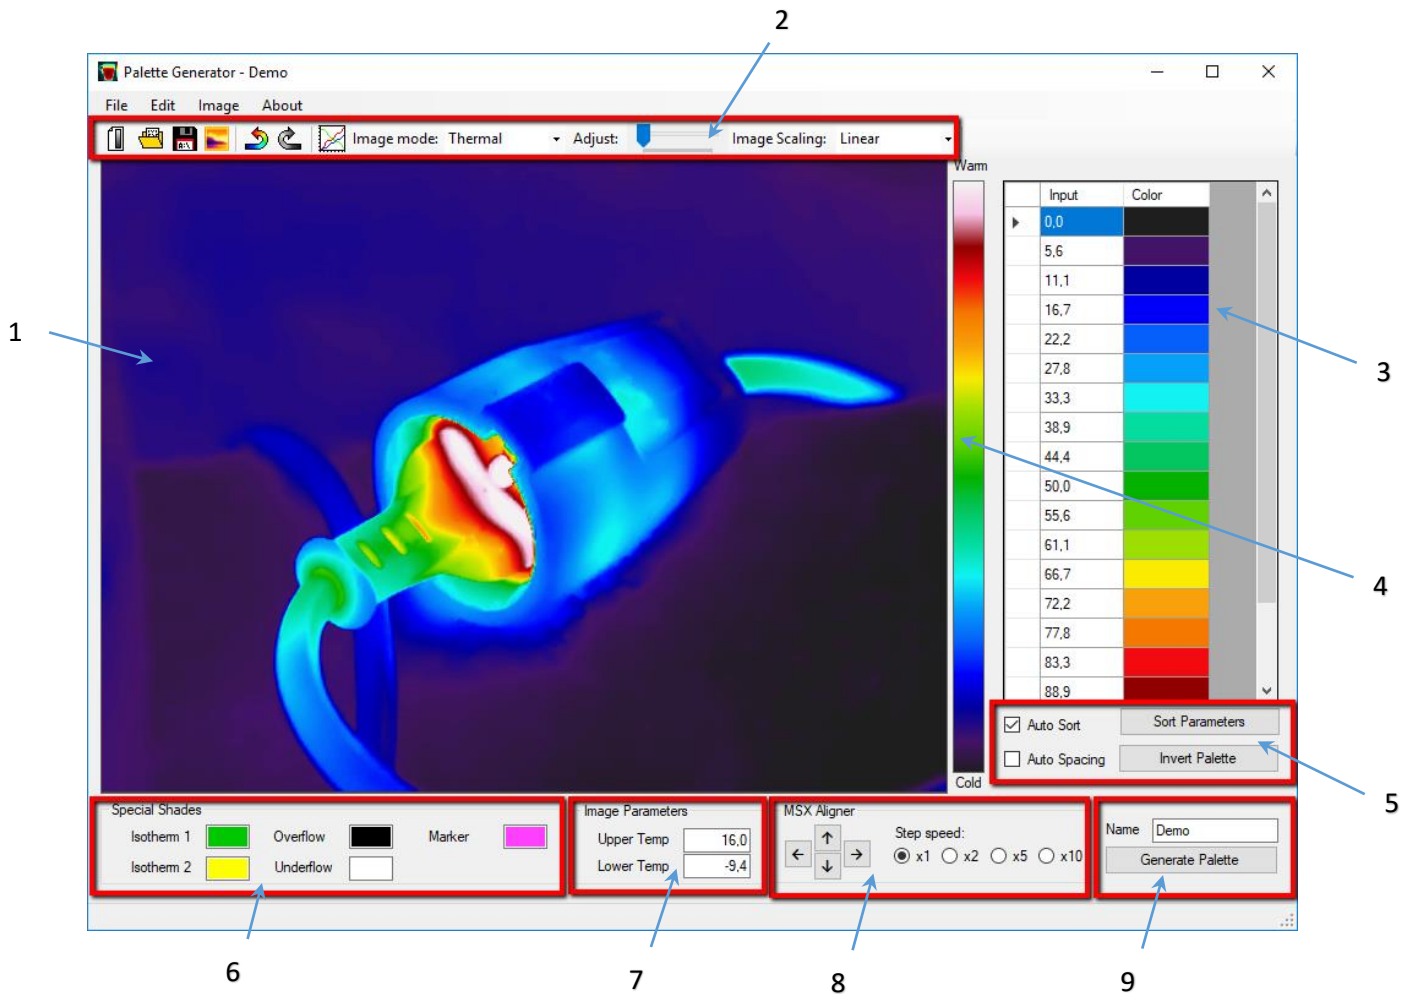 2
Palette Generator - Demo
File Edit Image About
A:\
Image mode: Thermal Adjust: Image Scaling: Linear
Warm
Input Color
0,0
5,6
11,1
16,7
22,2
27,8
33,3
38,9
44,4
50,0
55,6
61,1
66,7
72,2
77,8
83,3
88,9
1
3
4
Auto Sort Sort Parameters
Auto Spacing Invert Palette
Cold
5
Special Shades
Isotherm 1 Overflow Marker
Isotherm 2 Underflow
Image Parameters
Upper Temp 16,0
Lower Temp -9,4
MSX Aligner
Step speed:
x1 x2 x5 x10
Name Demo
Generate Palette
6
7
8
9